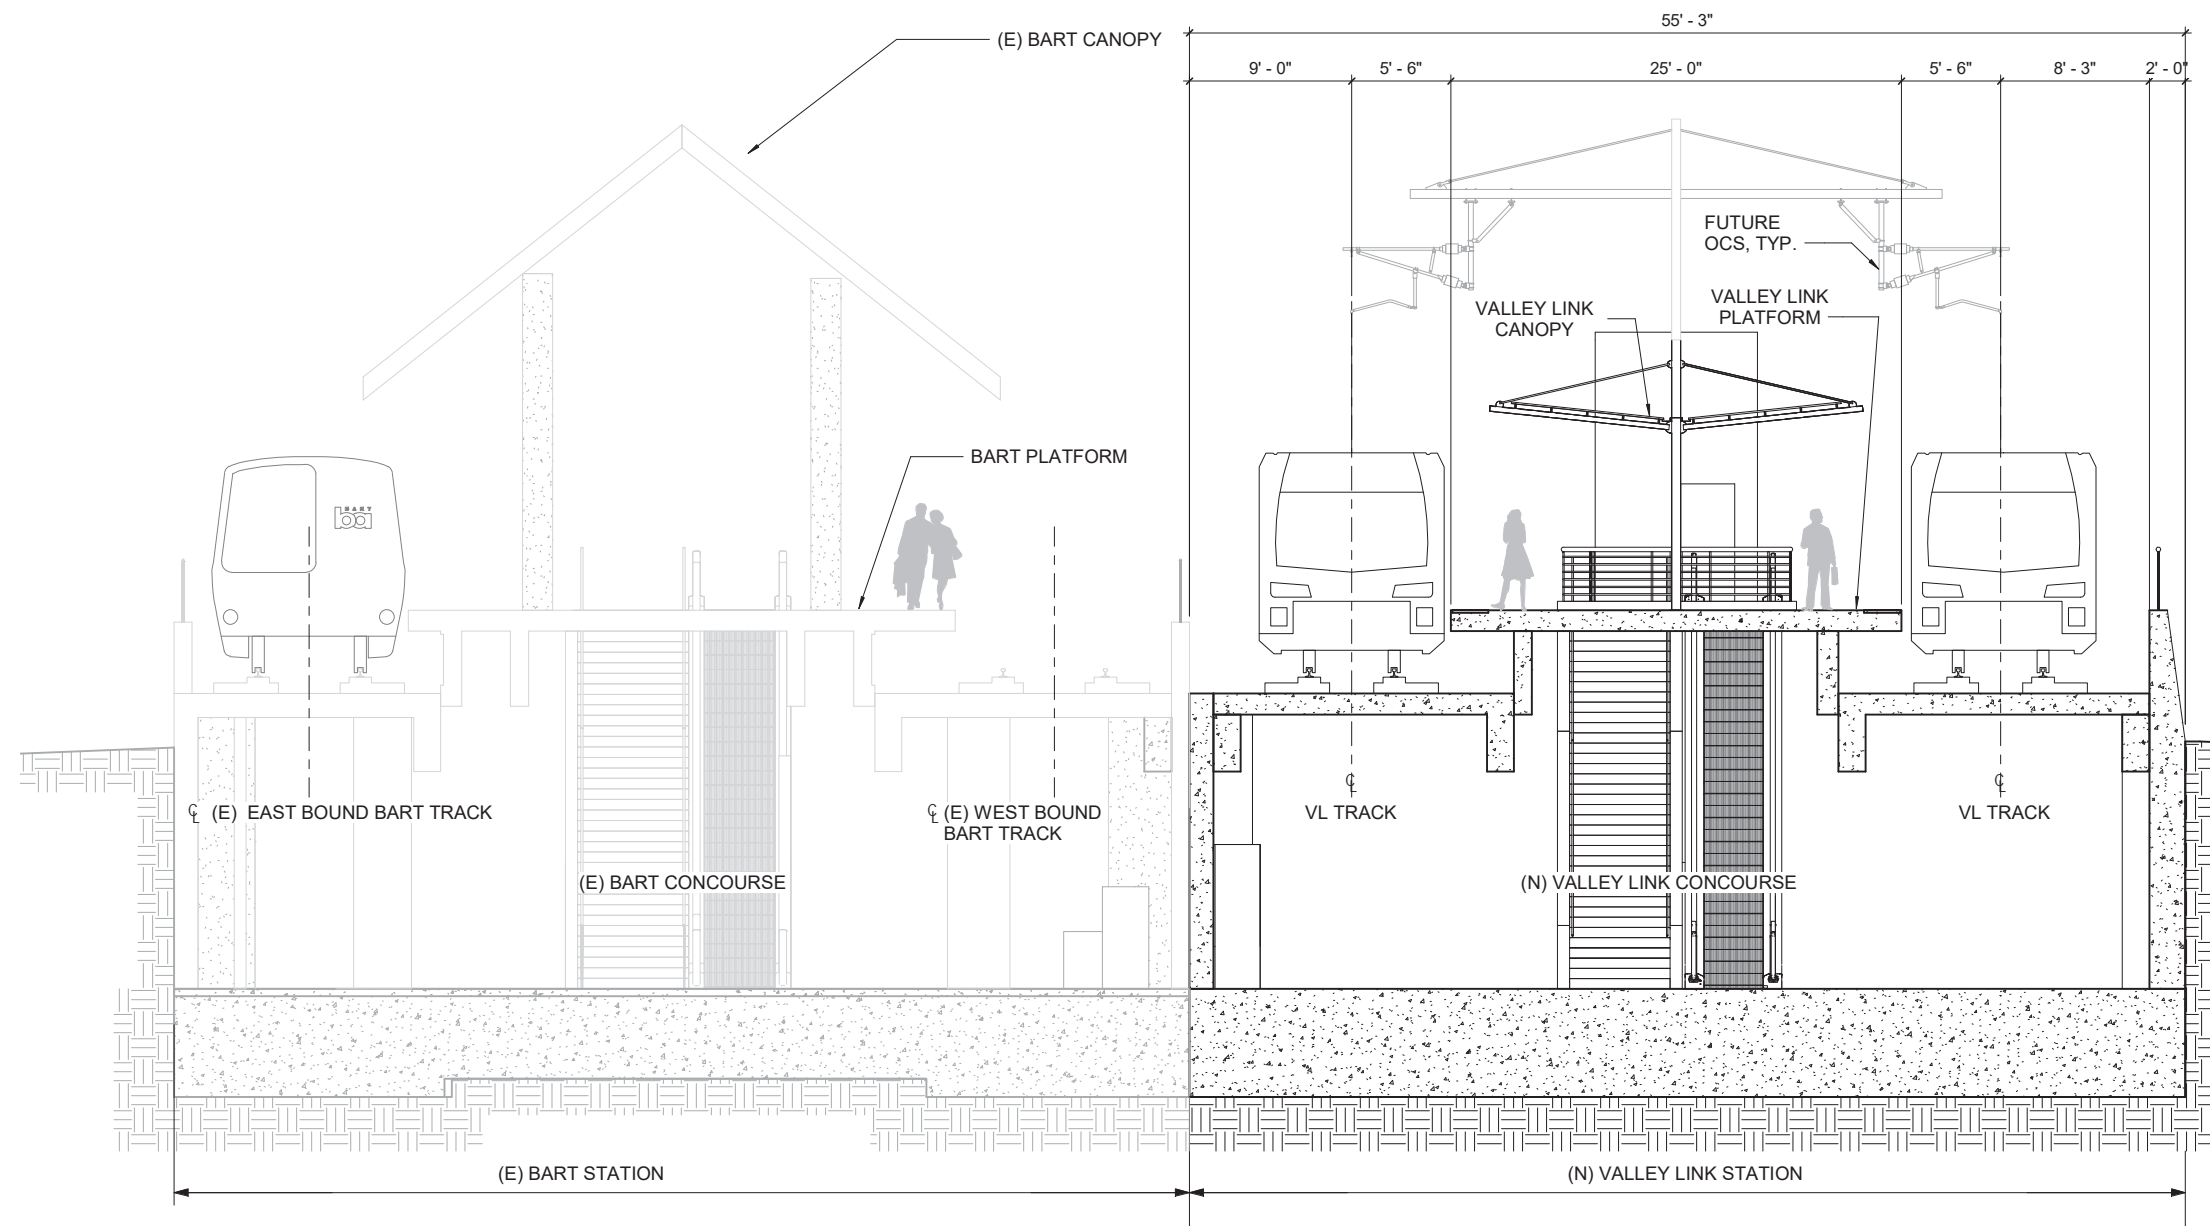 55' - 3"
(E) BART CANOPY
9' - 0" 5' - 6" 25' - 0" 5' - 6" 8' - 3" 2' - 0"
FUTURE
OCS, TYP.
VALLEY LINK
PLATFORM
VALLEY LINK
CANOPY
BART PLATFORM
BART
ba
℄ (E) EAST BOUND BART TRACK
℄ (E) WEST BOUND
BART TRACK
℄
VL TRACK
℄
VL TRACK
(E) BART CONCOURSE
(N) VALLEY LINK CONCOURSE
(E) BART STATION
(N) VALLEY LINK STATION